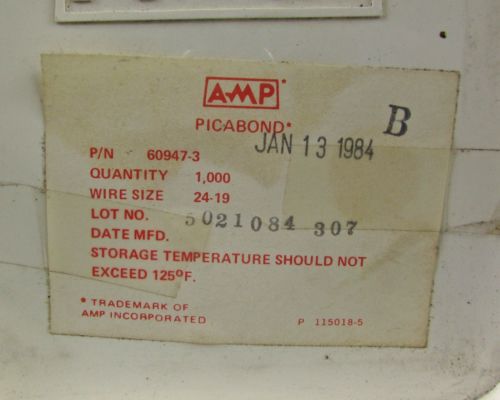 AMP*
PICABOND*
B
JAN 13 1984
P/N 60947-3
QUANTITY 1,000
WIRE SIZE 24-19
LOT NO. 5021084 307
DATE MFD.
STORAGE TEMPERATURE SHOULD NOT
EXCEED 125ºF.
* TRADEMARK OF
AMP INCORPORATED
P 115018-5